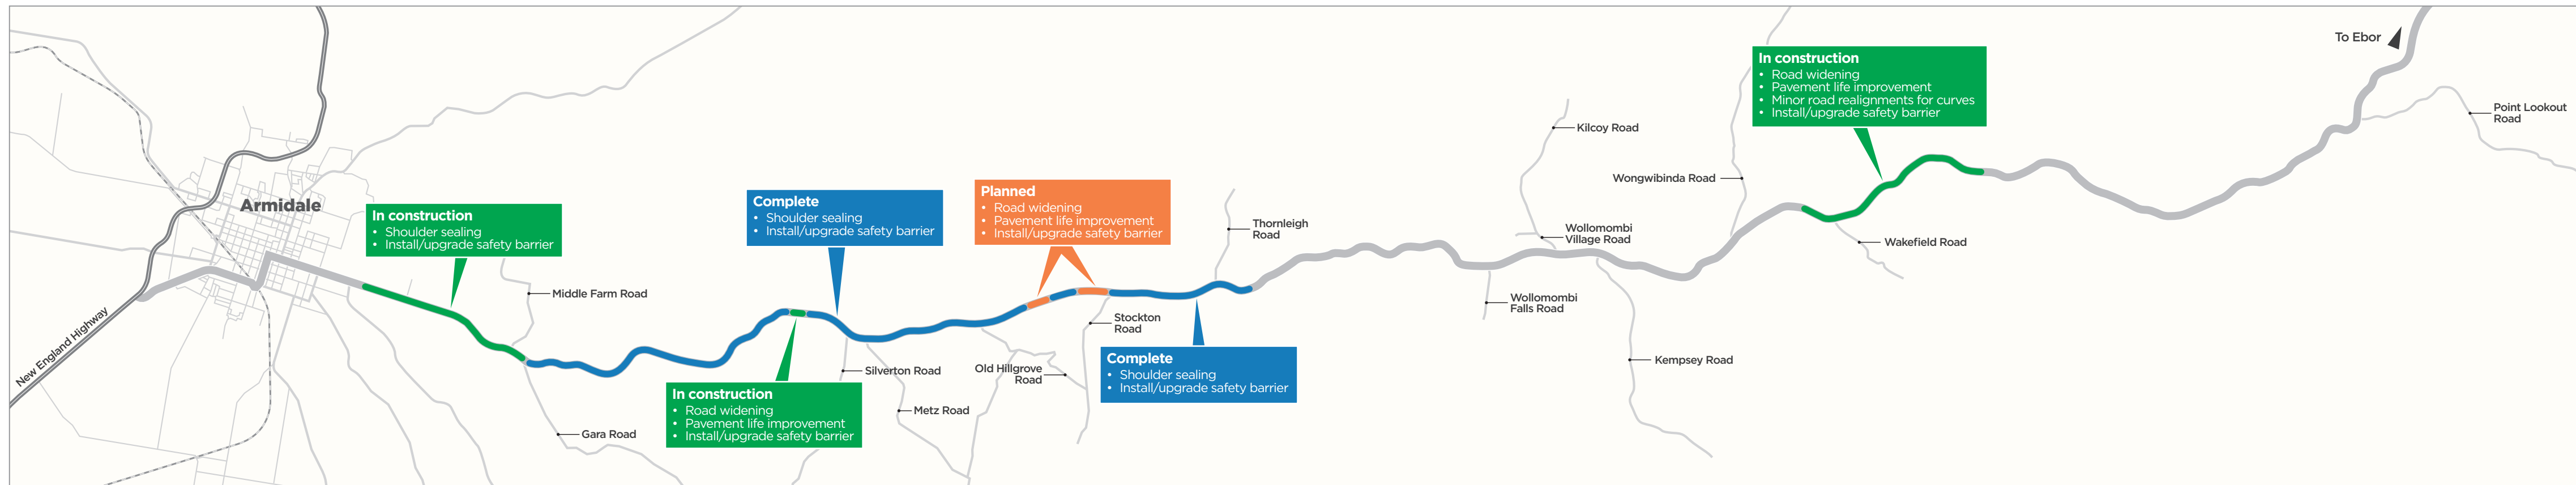 Armidale
New England Highway
In construction
• Shoulder sealing
• Install/upgrade safety barrier
Middle Farm Road
Gara Road
In construction
• Road widening
• Pavement life improvement
• Install/upgrade safety barrier
Complete
• Shoulder sealing
• Install/upgrade safety barrier
Silverton Road
Metz Road
Planned
• Road widening
• Pavement life improvement
• Install/upgrade safety barrier
Old Hillgrove
Road
Stockton
Road
Complete
• Shoulder sealing
• Install/upgrade safety barrier
Thornleigh
Road
Wollomombi
Falls Road
Kilcoy Road
Wollomombi
Village Road
Kempsey Road
Wongwibinda Road
In construction
• Road widening
• Pavement life improvement
• Minor road realignments for curves
• Install/upgrade safety barrier
Wakefield Road
To Ebor
Point Lookout
Road